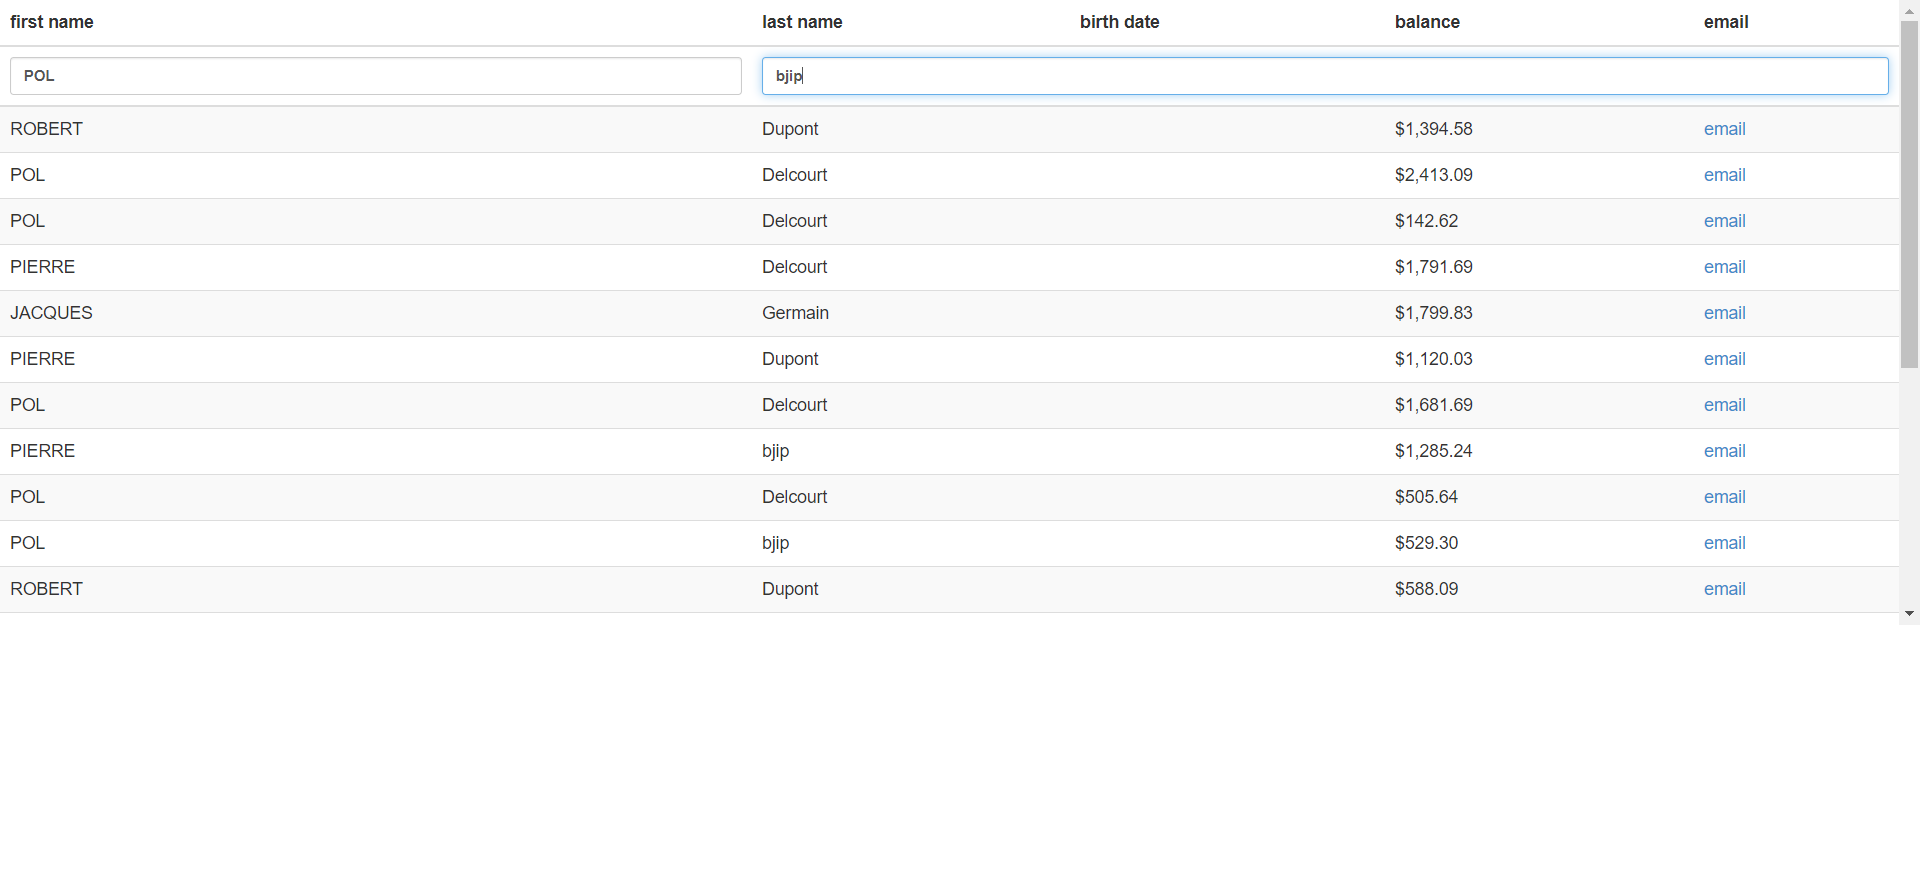 first name last name birth date balance email
POL bjip
ROBERT Dupont $1,394.58 email
POL Delcourt $2,413.09 email
POL Delcourt $142.62 email
PIERRE Delcourt $1,791.69 email
JACQUES Germain $1,799.83 email
PIERRE Dupont $1,120.03 email
POL Delcourt $1,681.69 email
PIERRE bjip $1,285.24 email
POL Delcourt $505.64 email
POL bjip $529.30 email
ROBERT Dupont $588.09 email